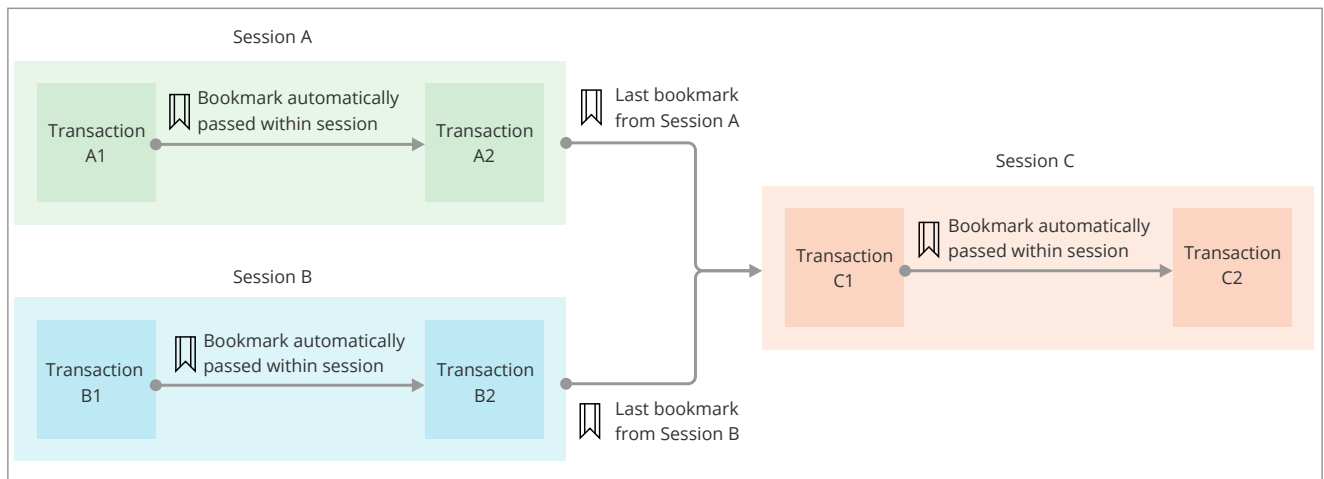 Session A
Transaction
A1
Bookmark automatically
passed within session
Transaction
A2
Last bookmark
from Session A
Session B
Transaction
B1
Bookmark automatically
passed within session
Transaction
B2
Last bookmark
from Session B
Session C
Transaction
C1
Bookmark automatically
passed within session
Transaction
C2